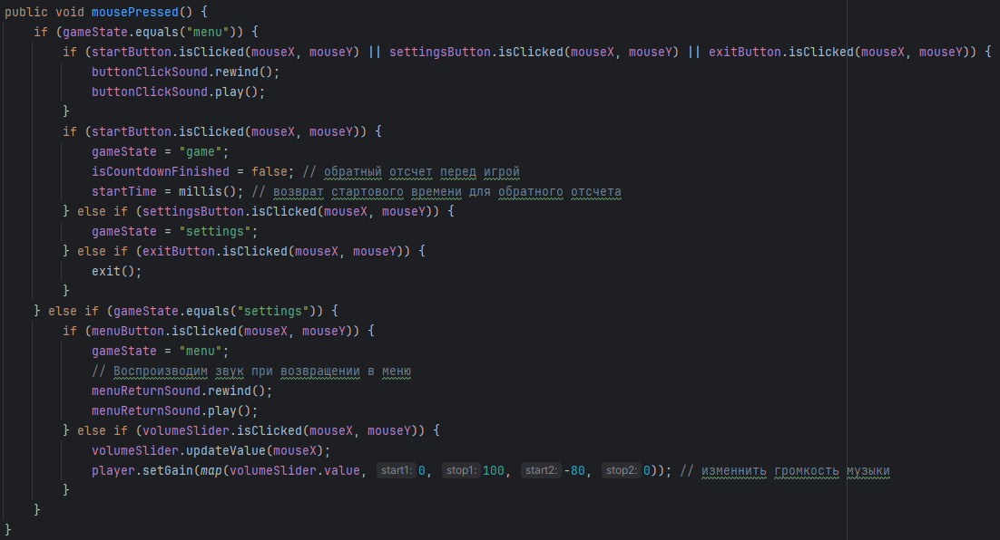 public void mousePressed() {
if (gameState.equals("menu")) {
if (startButton.isClicked(mouseX, mouseY) || settingsButton.isClicked(mouseX, mouseY) || exitButton.isClicked(mouseX, mouseY)) {
buttonClickSound.rewind();
buttonClickSound.play();
}
if (startButton.isClicked(mouseX, mouseY)) {
gameState = "game";
isCountdownFinished = false; // обратный отсчет перед игрой
startTime = millis(); // возврат стартового времени для обратного отсчета
} else if (settingsButton.isClicked(mouseX, mouseY)) {
gameState = "settings";
} else if (exitButton.isClicked(mouseX, mouseY)) {
exit();
}
} else if (gameState.equals("settings")) {
if (menuButton.isClicked(mouseX, mouseY)) {
gameState = "menu";
// Воспроизводим звук при возвращении в меню
menuReturnSound.rewind();
menuReturnSound.play();
} else if (volumeSlider.isClicked(mouseX, mouseY)) {
volumeSlider.updateValue(mouseX);
player.setGain(map(volumeSlider.value, start1: 0, stop1: 100, start2: -80, stop2: 0)); // изменнить громкость музыки
}
}
}